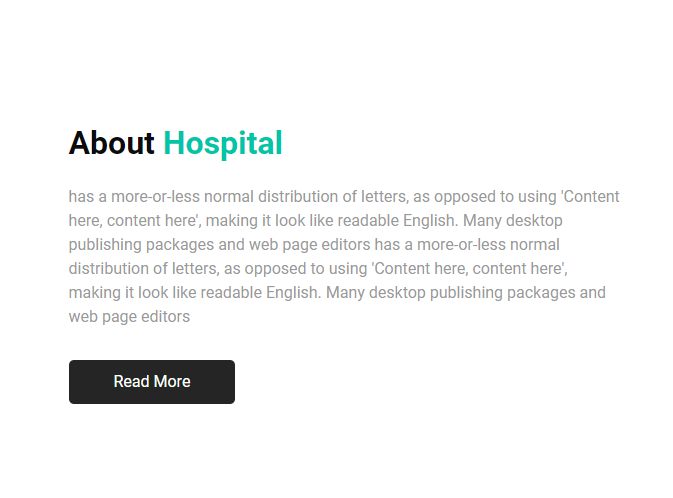 About Hospital
has a more-or-less normal distribution of letters, as opposed to using 'Content
here, content here', making it look like readable English. Many desktop
publishing packages and web page editors has a more-or-less normal
distribution of letters, as opposed to using 'Content here, content here',
making it look like readable English. Many desktop publishing packages and
web page editors
Read More